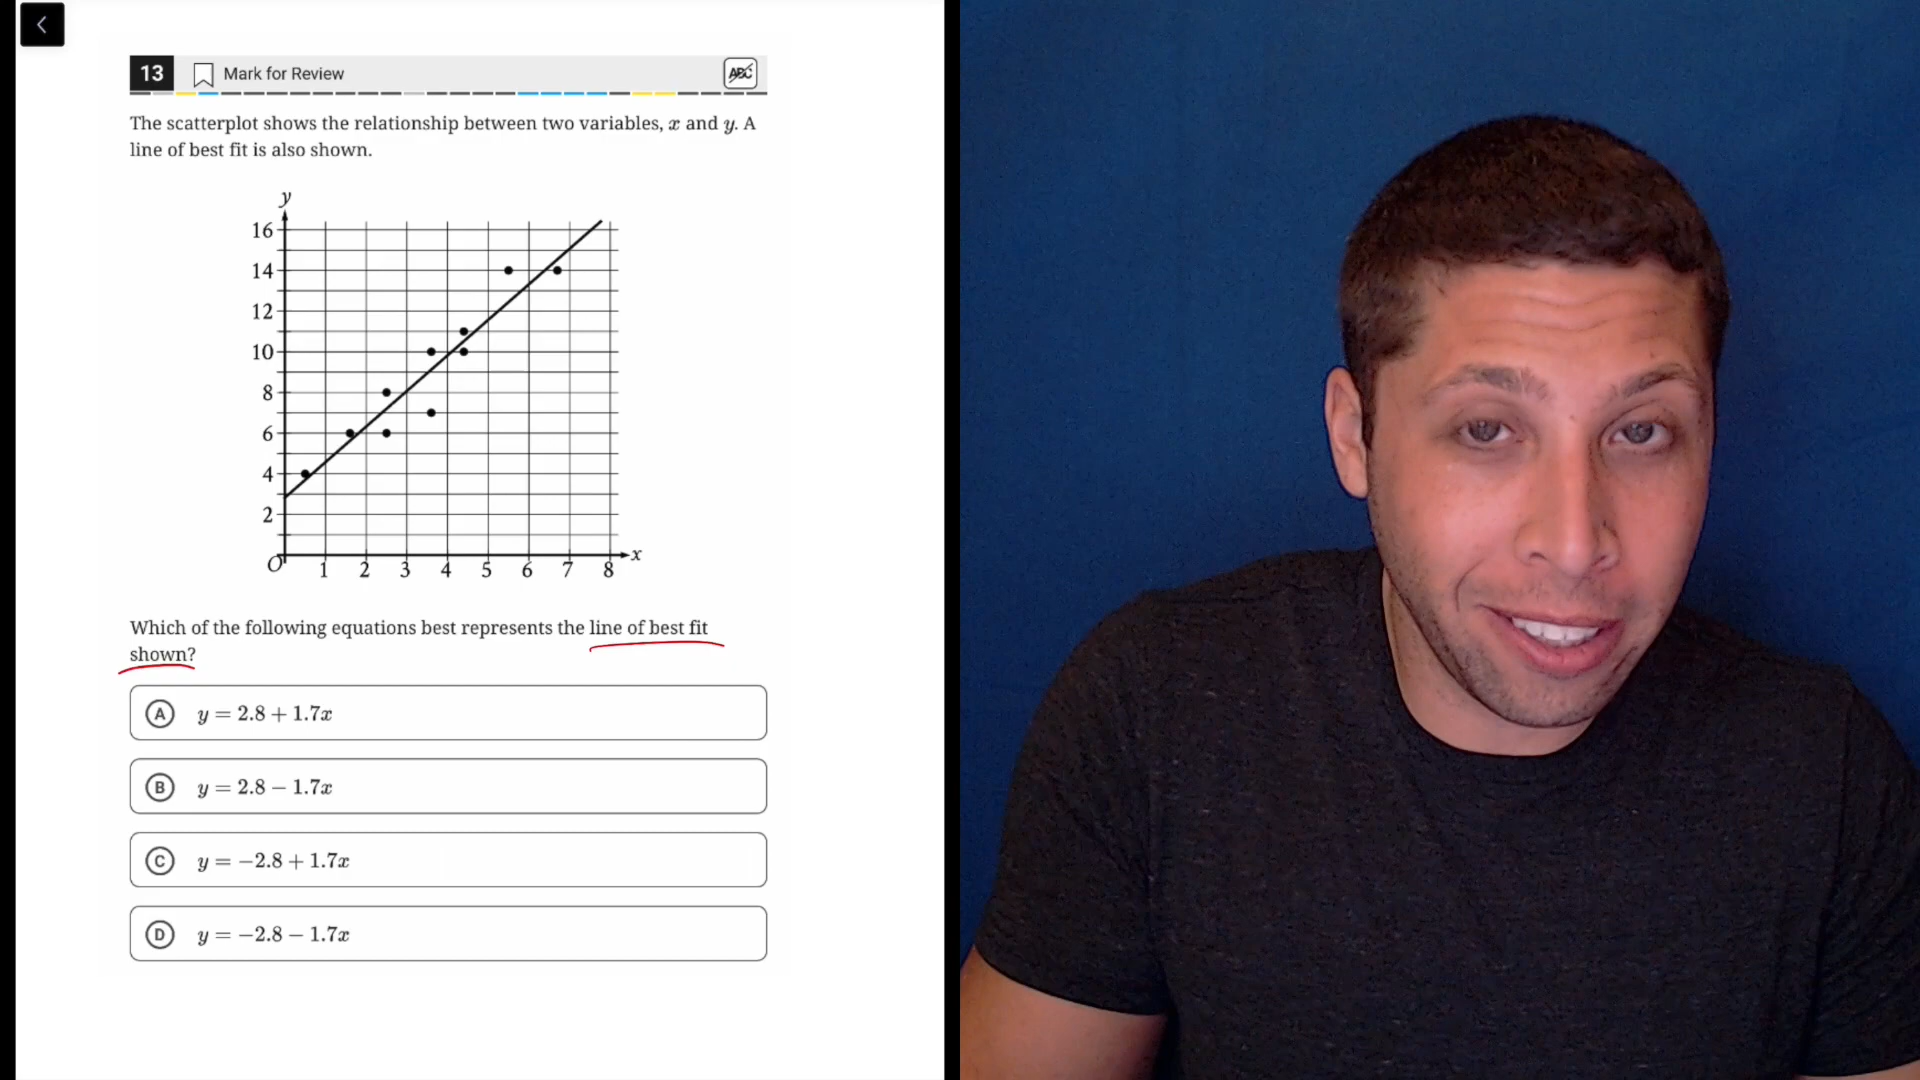 13 Mark for Review ABC
The scatterplot shows the relationship between two variables, x and y. A
line of best fit is also shown.
y
16
14
12
10
8
6
4
2
O 1 2 3 4 5 6 7 8 x
Which of the following equations best represents the line of best fit
shown?
A y = 2.8 + 1.7x
B y = 2.8 − 1.7x
C y = −2.8 + 1.7x
D y = −2.8 − 1.7x